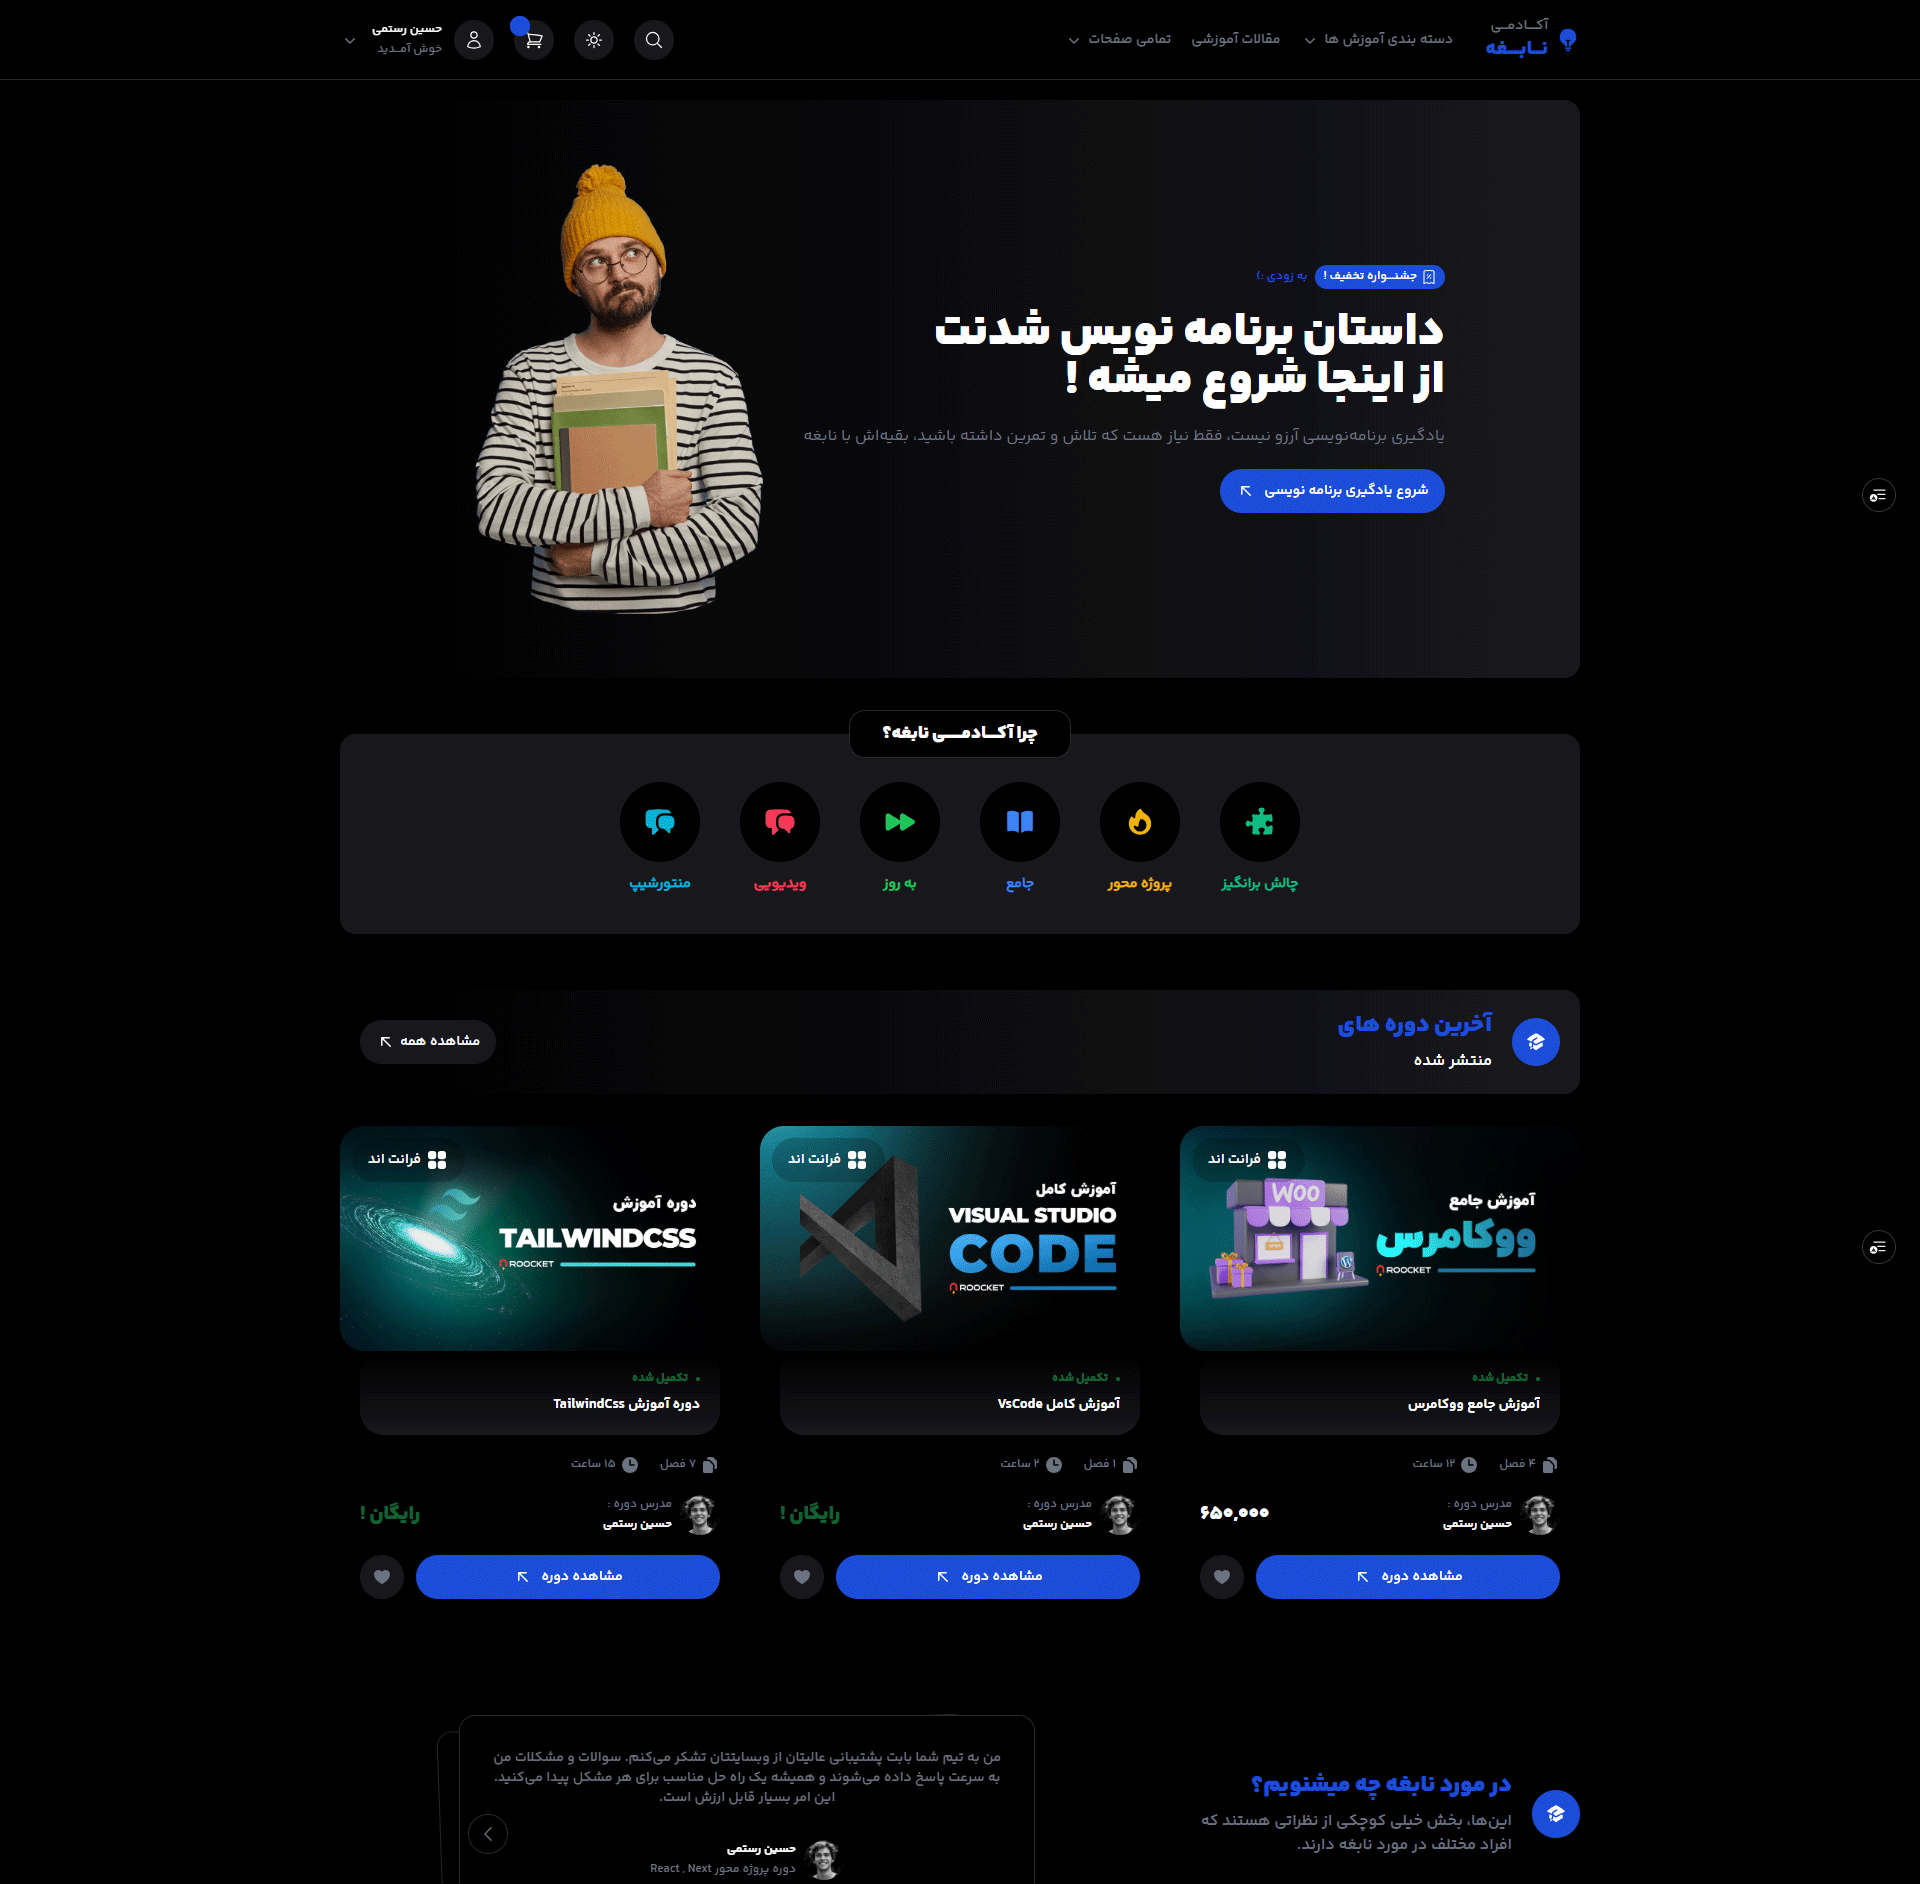 آکـــادمـــی
نـــابـــغه
دسته بندی آموزش ها
مقالات آموزشی
تمامی صفحات
حسین رستمی
خوش آمـدید
جشنـــواره تخفیف !
به زودی :)
داستان برنامه نویس شدنت
از اینجا شروع میشه !
یادگیری برنامه‌نویسی آرزو نیست، فقط نیاز هست که تلاش و تمرین داشته باشید، بقیه‌اش با نابغه
شروع یادگیری برنامه نویسی
چرا آکـــادمـــی نابغه؟
چالش برانگیز
پروژه محور
جامع
به روز
ویدیویی
منتورشیپ
آخرین دوره های
منتشر شده
مشاهده همه
فرانت اند
آموزش جامع
ووکامرس
WOO
ROOCKET
تکمیل شده
آموزش جامع ووکامرس
۴ فصل
۱۲ ساعت
مدرس دوره :
حسین رستمی
۶۵۰,۰۰۰
مشاهده دوره
فرانت اند
آموزش کامل
VISUAL STUDIO
CODE
ROOCKET
تکمیل شده
آموزش کامل VsCode
۱ فصل
۲ ساعت
مدرس دوره :
حسین رستمی
رایگان !
مشاهده دوره
فرانت اند
دوره آموزش
TAILWINDCSS
ROOCKET
تکمیل شده
دوره آموزش TailwindCss
۷ فصل
۱۵ ساعت
مدرس دوره :
حسین رستمی
رایگان !
مشاهده دوره
در مورد نابغه چه میشنویم؟
این‌ها، بخش خیلی کوچکی از نظراتی هستند که
افراد مختلف در مورد نابغه دارند.
من به تیم شما بابت پشتیبانی عالیتان از وبسایتتان تشکر می‌کنم. سوالات و مشکلات من
به سرعت پاسخ داده می‌شوند و همیشه یک راه حل مناسب برای هر مشکل پیدا می‌کنید.
این امر بسیار قابل ارزش است.
حسین رستمی
دوره پروژه محور React , Next